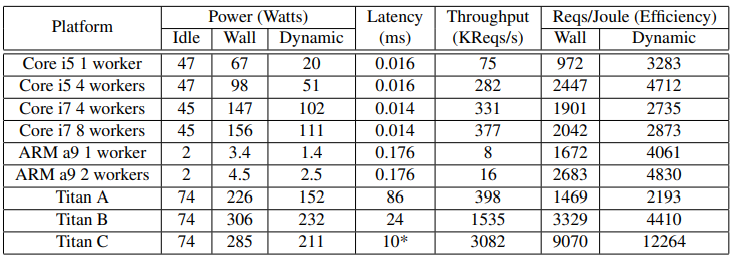 Platform Power (Watts) Latency Throughput Reqs/Joule (Efficiency)
Idle Wall Dynamic (ms) (KReqs/s) Wall Dynamic
Core i5 1 worker 47 67 20 0.016 75 972 3283
Core i5 4 workers 47 98 51 0.016 282 2447 4712
Core i7 4 workers 45 147 102 0.014 331 1901 2735
Core i7 8 workers 45 156 111 0.014 377 2042 2873
ARM a9 1 worker 2 3.4 1.4 0.176 8 1672 4061
ARM a9 2 workers 2 4.5 2.5 0.176 16 2683 4830
Titan A 74 226 152 86 398 1469 2193
Titan B 74 306 232 24 1535 3329 4410
Titan C 74 285 211 10* 3082 9070 12264